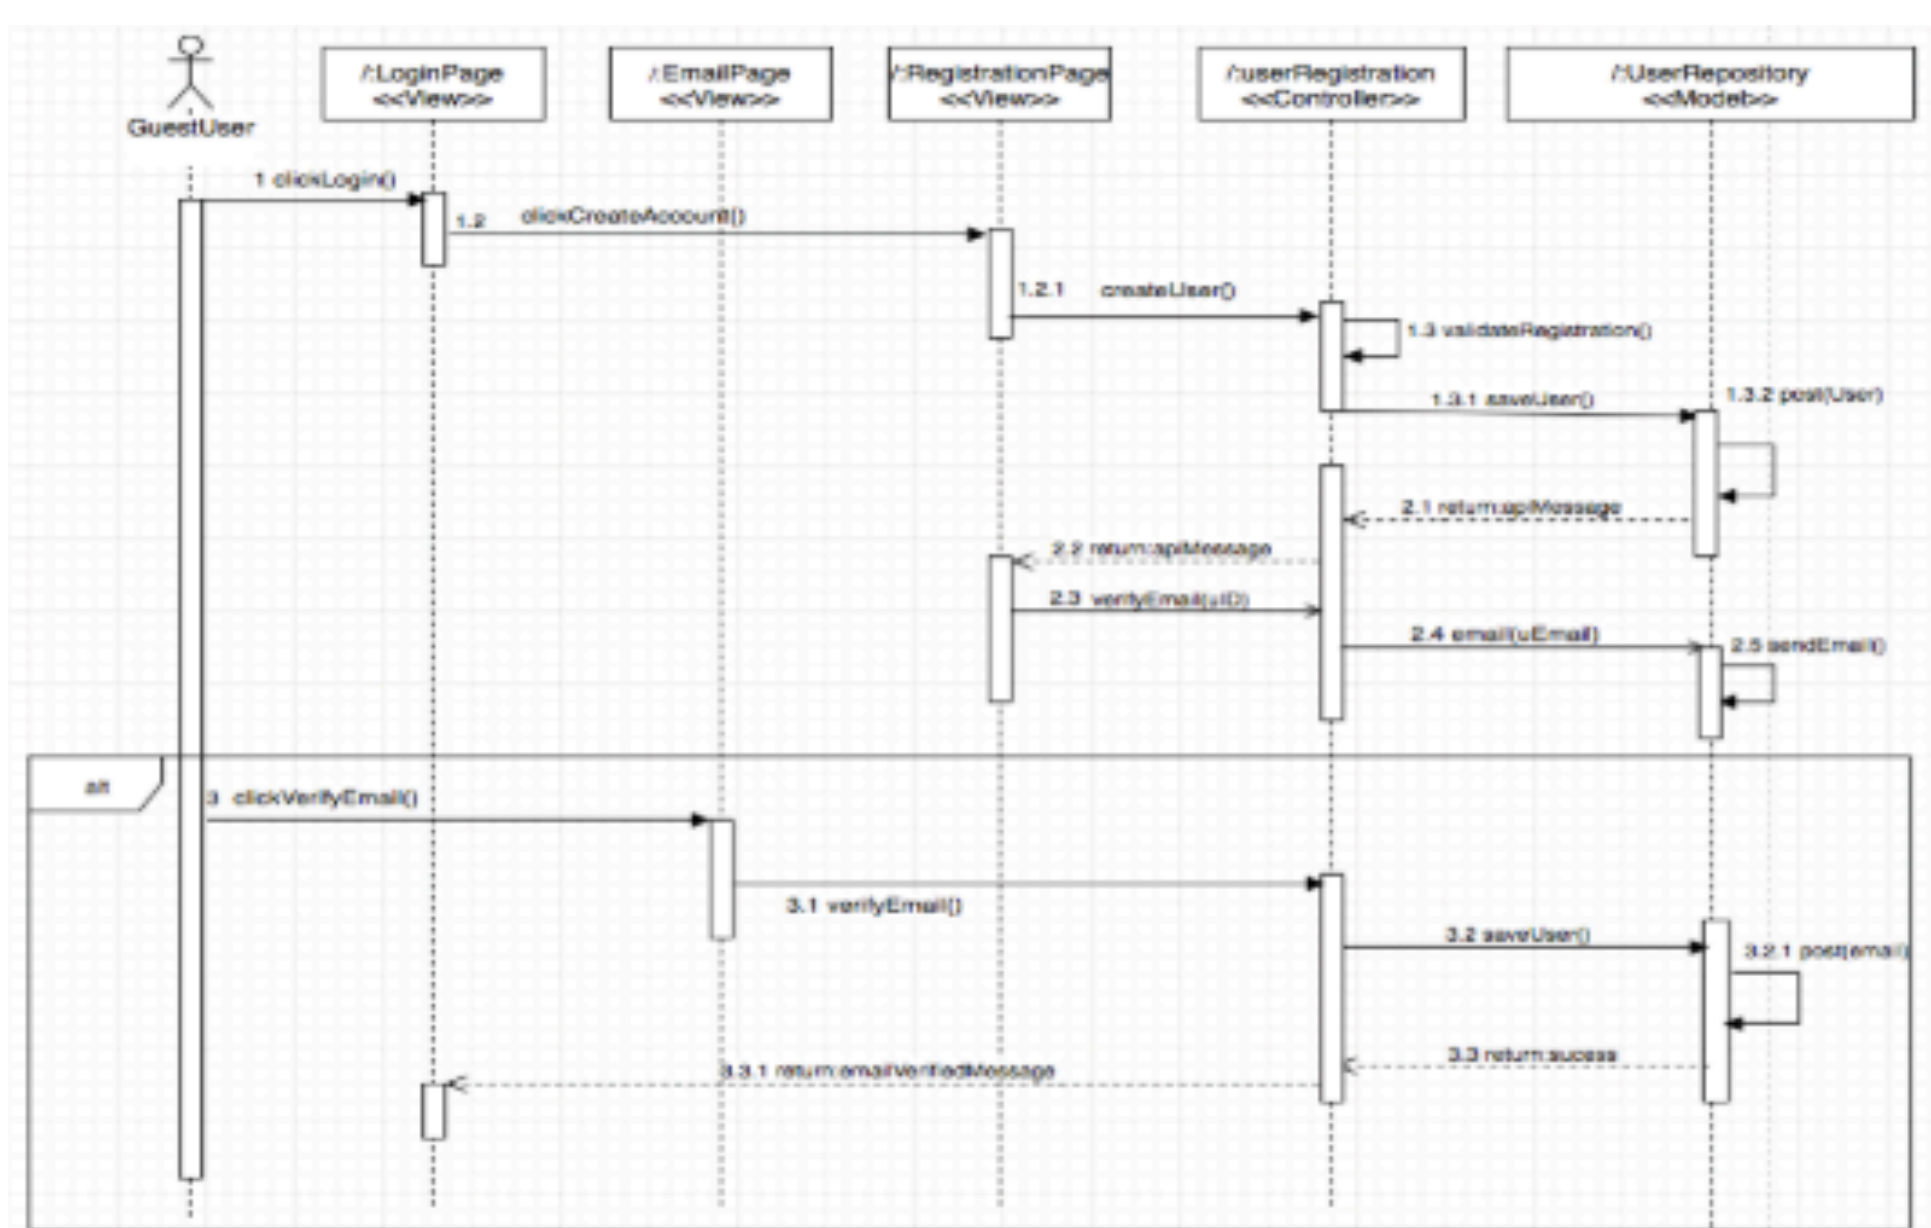 /:LoginPage
<<View>>
/:EmailPage
<<View>>
/:RegistrationPage
<<View>>
/:userRegistration
<<Controller>>
/:UserRepository
<<Model>>
GuestUser
1 clickLogin()
1.2 clickCreateAccount()
1.2.1 createUser()
1.3 validateRegistration()
1.3.1 saveUser()
1.3.2 post(User)
2.1 return:apiMessage
2.2 return:apiMessage
2.3 verifyEmail(uID)
2.4 email(uEmail)
2.5 sendEmail()
alt
3 clickVerifyEmail()
3.1 verifyEmail()
3.2 saveUser()
3.2.1 post(email)
3.3 return:sucess
3.3.1 return:emailVerifiedMessage